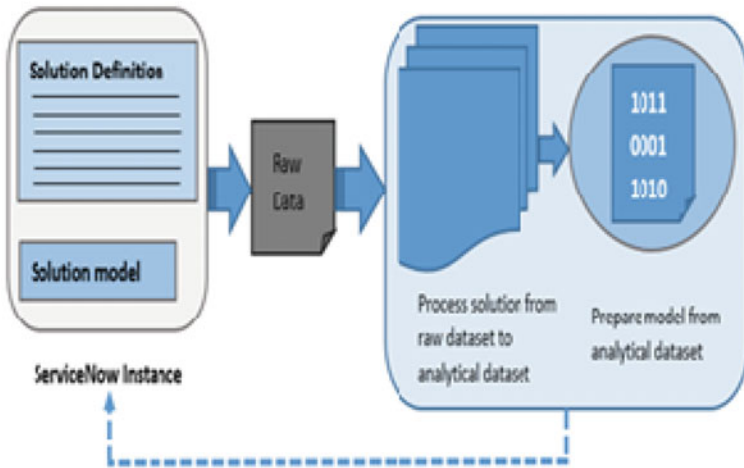 Solution Definition
Solution model
ServiceNow Instance
Raw
Data
1011
0001
1010
Process solution from
raw dataset to
analytical dataset
Prepare model from
analytical dataset